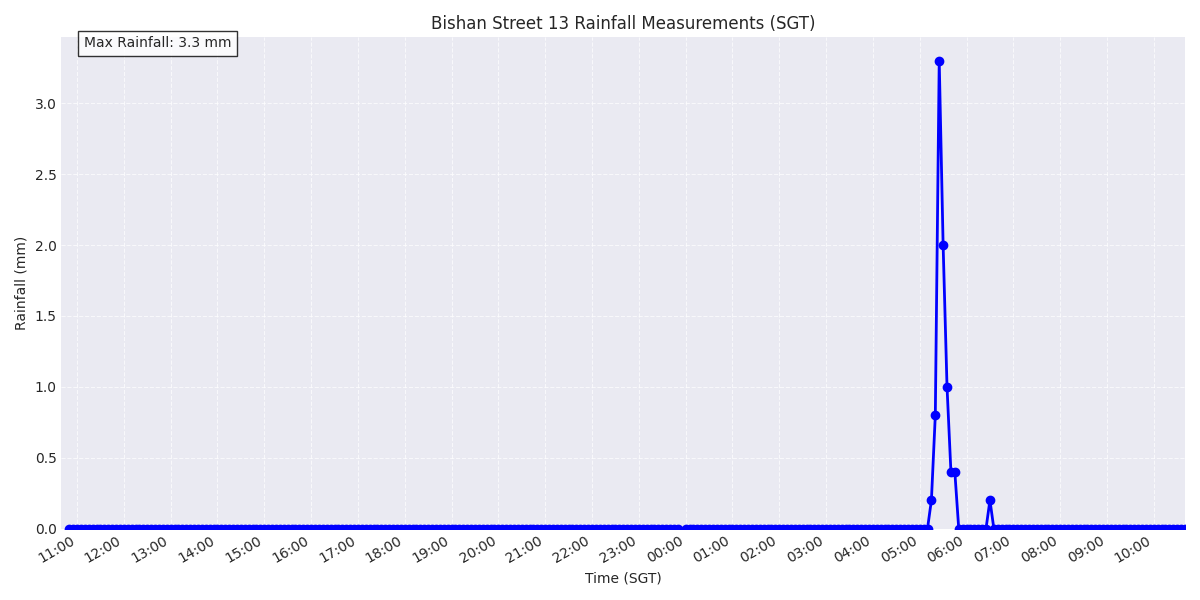 Bishan Street 13 Rainfall Measurements (SGT)
Max Rainfall: 3.3 mm
Rainfall (mm)
3.0
2.5
2.0
1.5
1.0
0.5
0.0
11:00 12:00 13:00 14:00 15:00 16:00 17:00 18:00 19:00 20:00 21:00 22:00 23:00 00:00 01:00 02:00 03:00 04:00 05:00 06:00 07:00 08:00 09:00 10:00
Time (SGT)